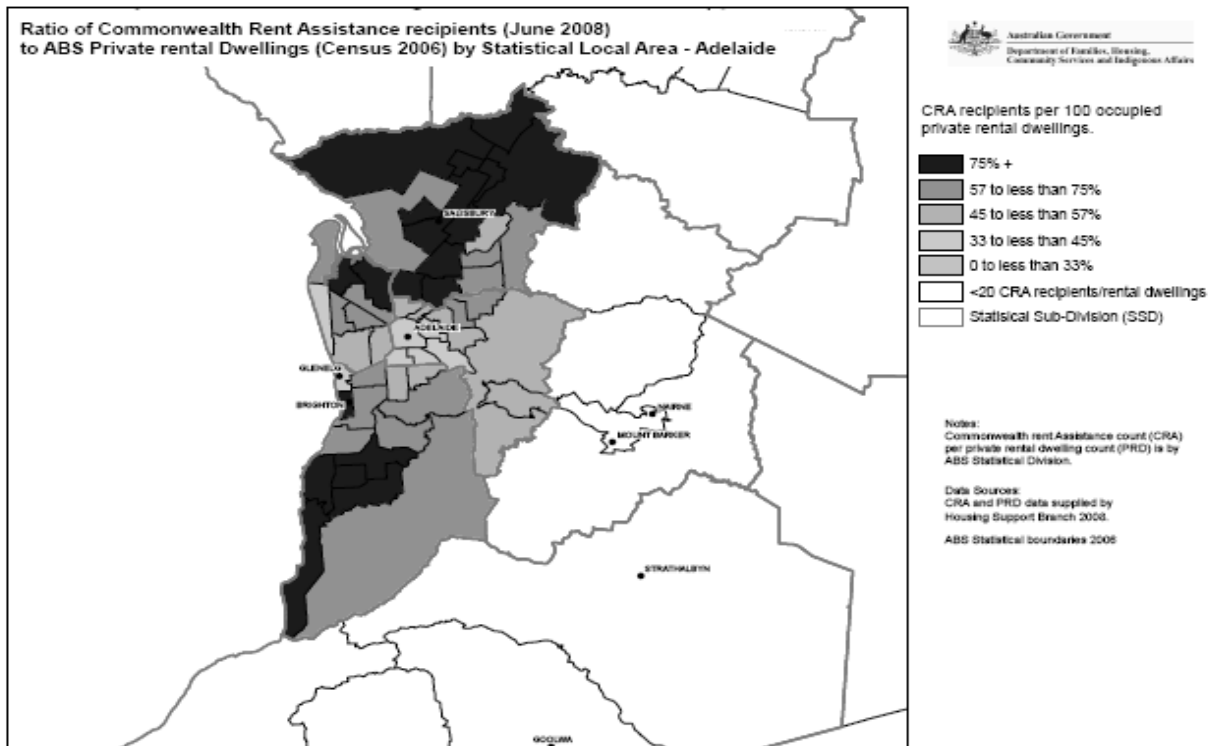 Ratio of Commonwealth Rent Assistance recipients (June 2008)
to ABS Private rental Dwellings (Census 2006) by Statistical Local Area - Adelaide
Australian Government
Department of Families, Housing,
Community Services and Indigenous Affairs
CRA recipients per 100 occupied
private rental dwellings.
75% +
57 to less than 75%
45 to less than 57%
33 to less than 45%
0 to less than 33%
<20 CRA recipients/rental dwellings
Statisical Sub-Division (SSD)
SALISBURY
ADELAIDE
GLENELG
BRIGHTON
NAIRNE
MOUNT BARKER
STRATHALBYN
GOOLWA
Notes:
Commonwealth rent Assistance count (CRA)
per private rental dwelling count (PRD) is by
ABS Statistical Division.
Data Sources:
CRA and PRD data supplied by
Housing Support Branch 2008.
ABS Statistical boundaries 2006